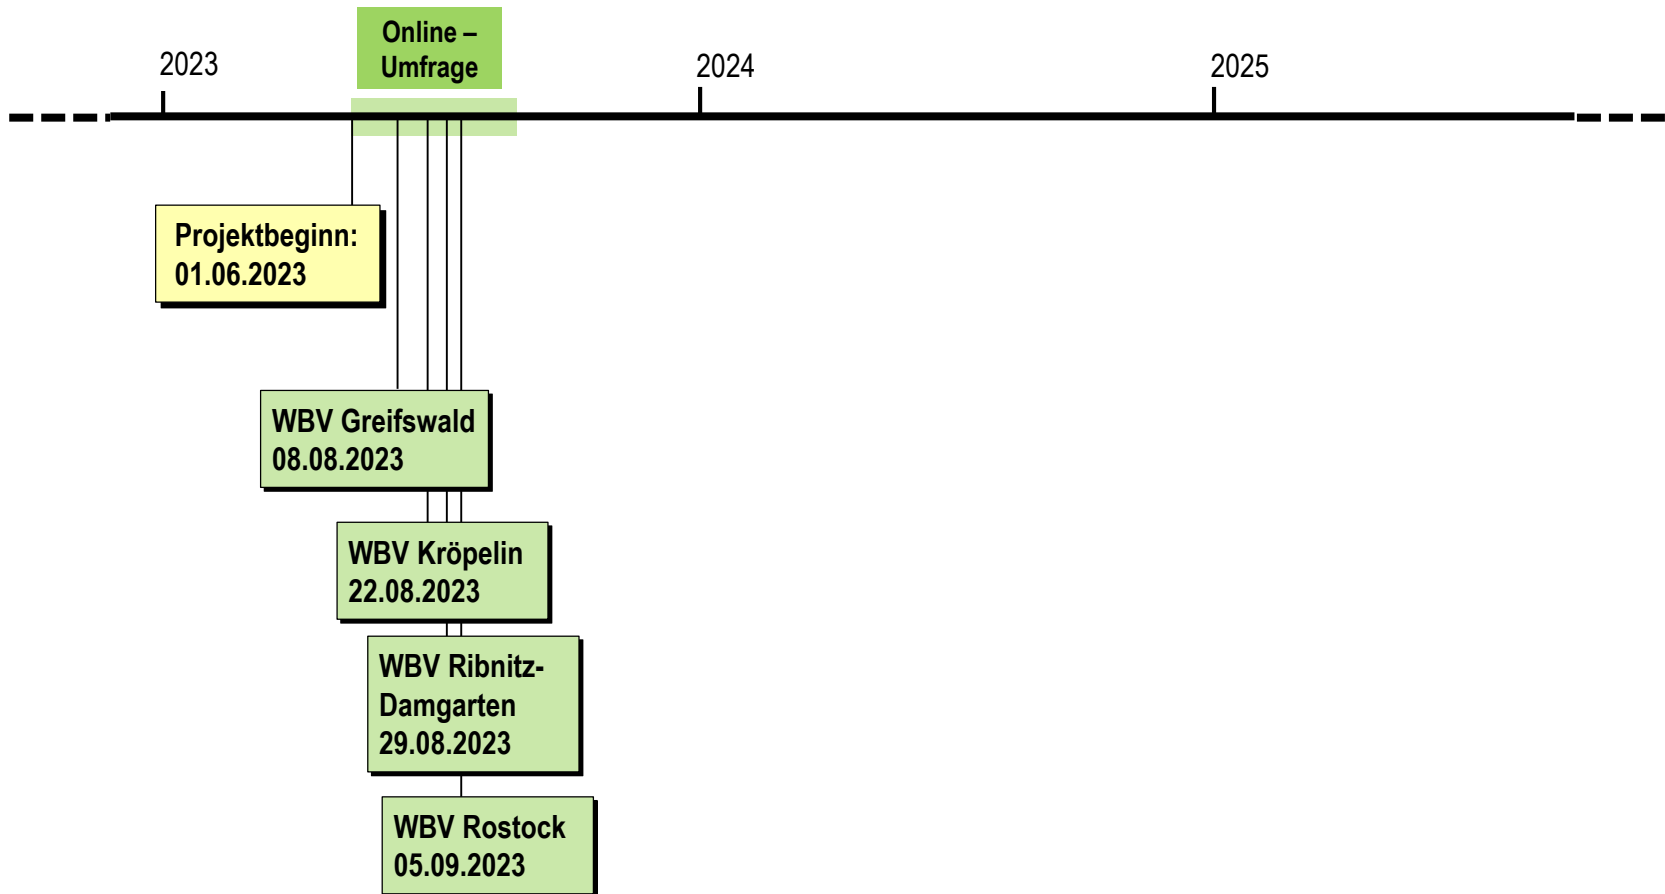 Online –
Umfrage
2023
2024
2025
Projektbeginn:
01.06.2023
WBV Greifswald
08.08.2023
WBV Kröpelin
22.08.2023
WBV Ribnitz-
Damgarten
29.08.2023
WBV Rostock
05.09.2023